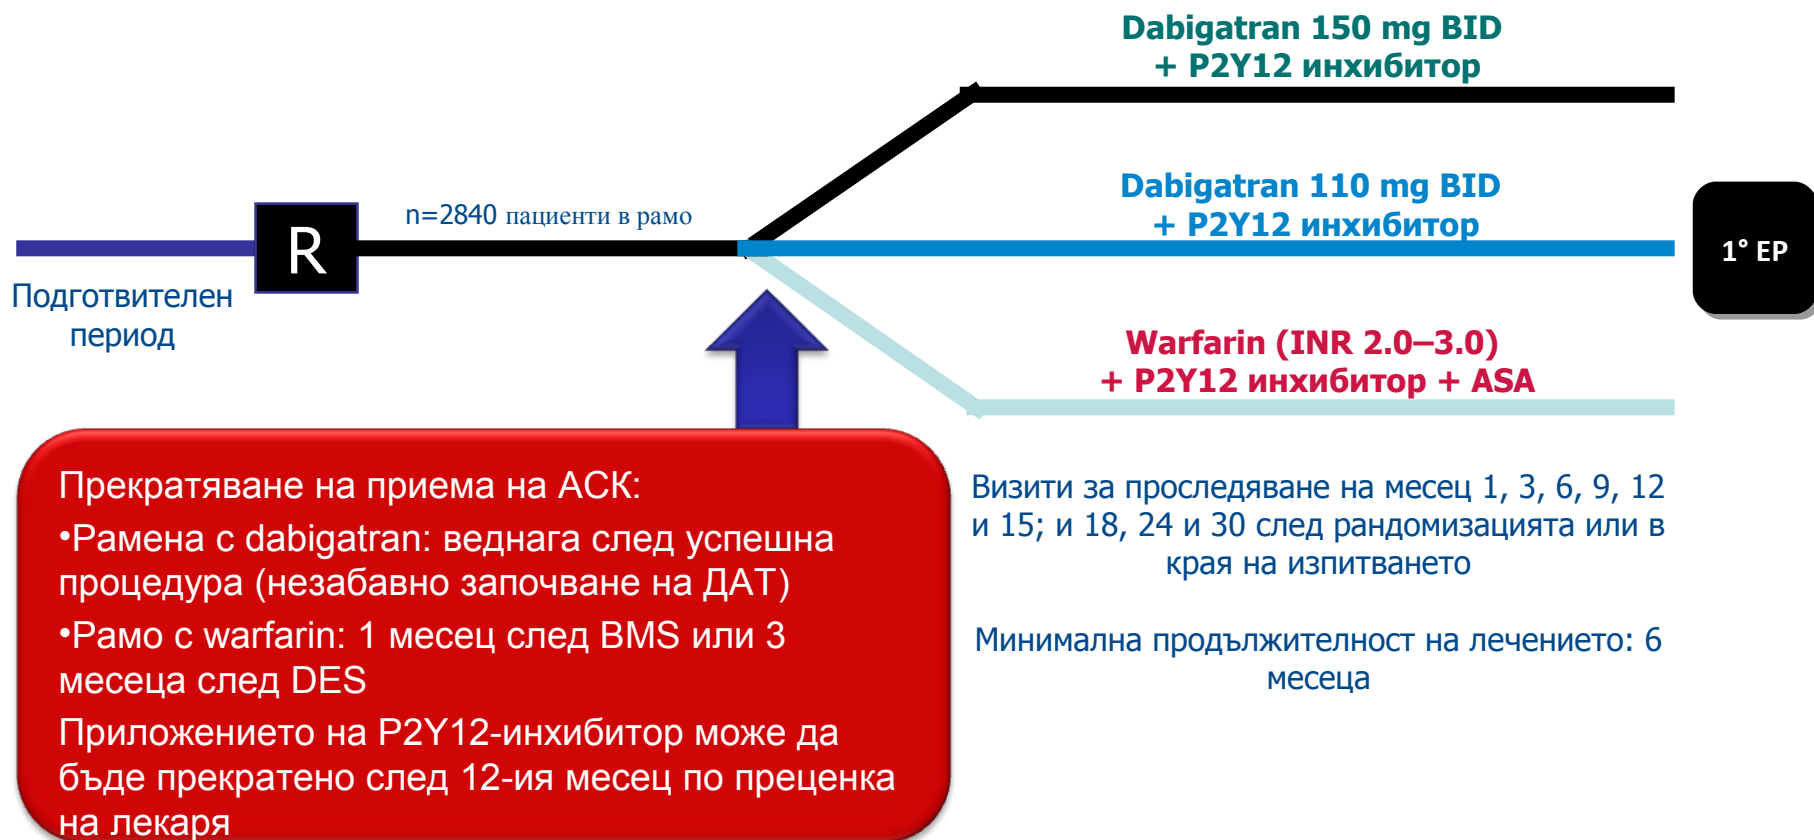 Dabigatran 150 mg BID
+ P2Y12 инхибитор
n=2840 пациенти в рамо
Dabigatran 110 mg BID
+ P2Y12 инхибитор
R
1° EP
Подготвителен
период
Warfarin (INR 2.0–3.0)
+ P2Y12 инхибитор + ASA
Прекратяване на приема на АСК:
•Рамена с dabigatran: веднага след успешна
процедура (незабавно започване на ДАТ)
•Рамо с warfarin: 1 месец след BMS или 3
месеца след DES
Приложението на P2Y12-инхибитор може да
бъде прекратено след 12-ия месец по преценка
на лекаря
Визити за проследяване на месец 1, 3, 6, 9, 12
и 15; и 18, 24 и 30 след рандомизацията или в
края на изпитването
Минимална продължителност на лечението: 6
месеца